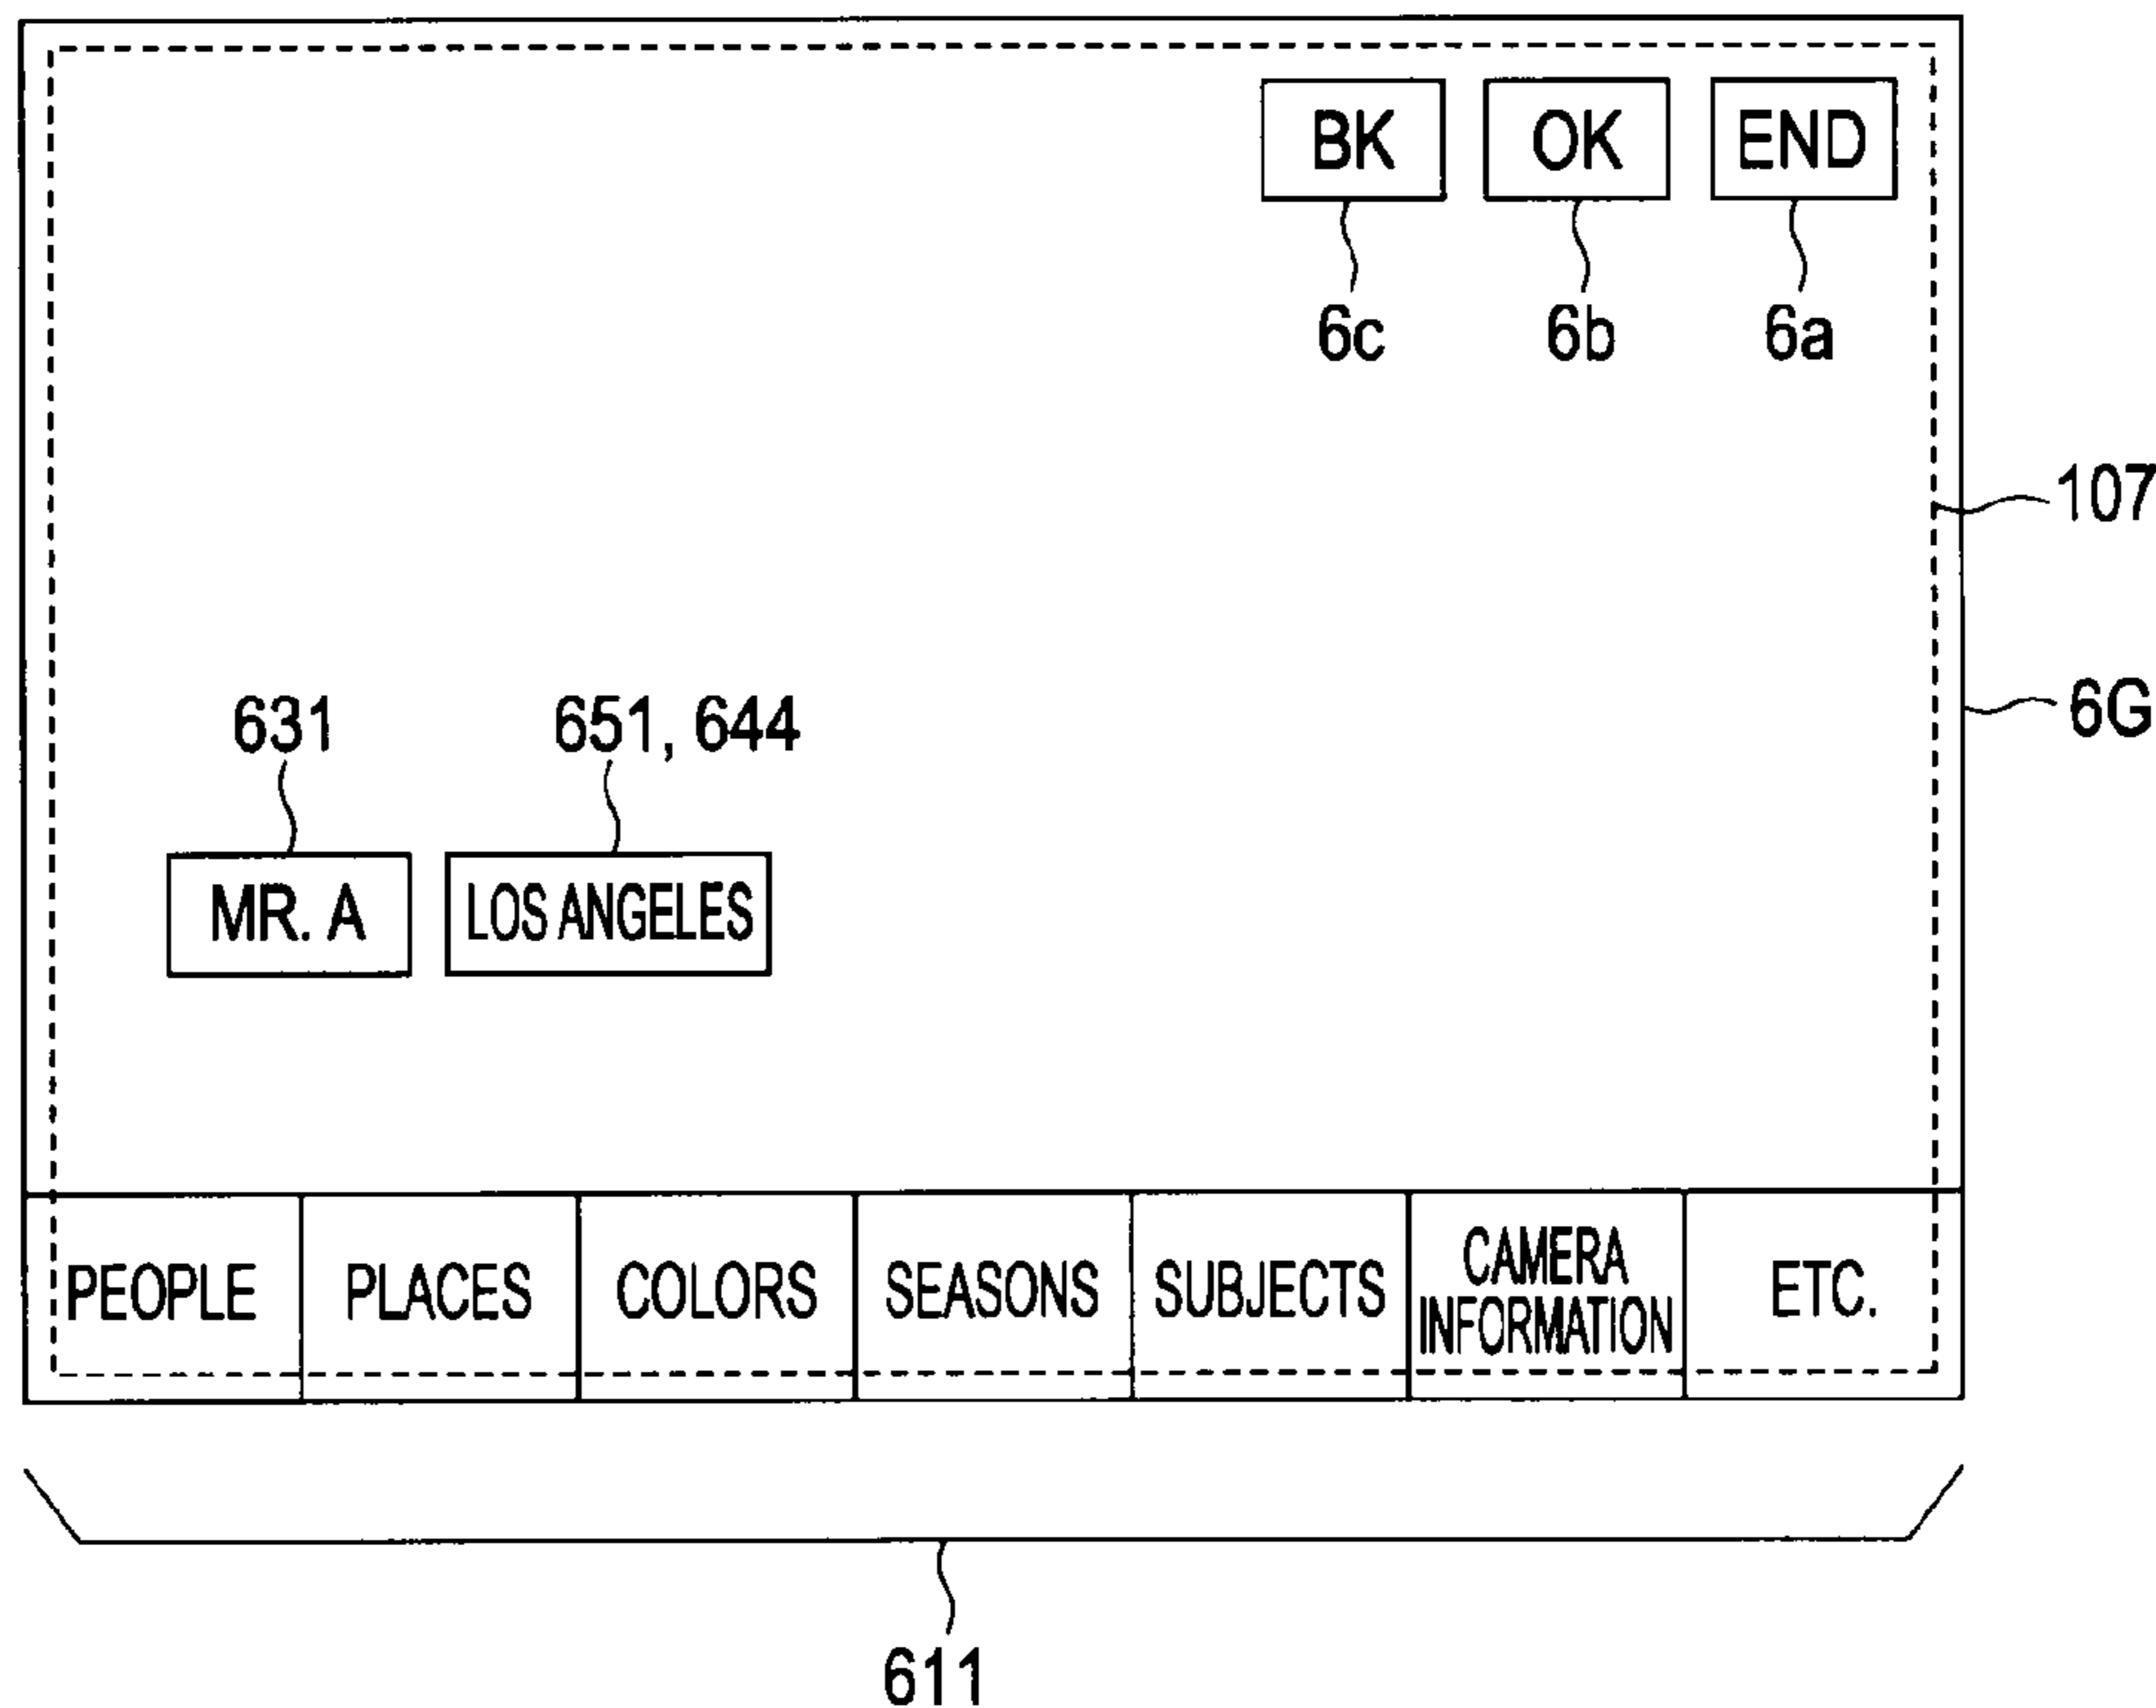 BK OK END
6c 6b 6a
107
6G
631 651, 644
MR. A LOS ANGELES
PEOPLE PLACES COLORS SEASONS SUBJECTS CAMERA INFORMATION ETC.
611